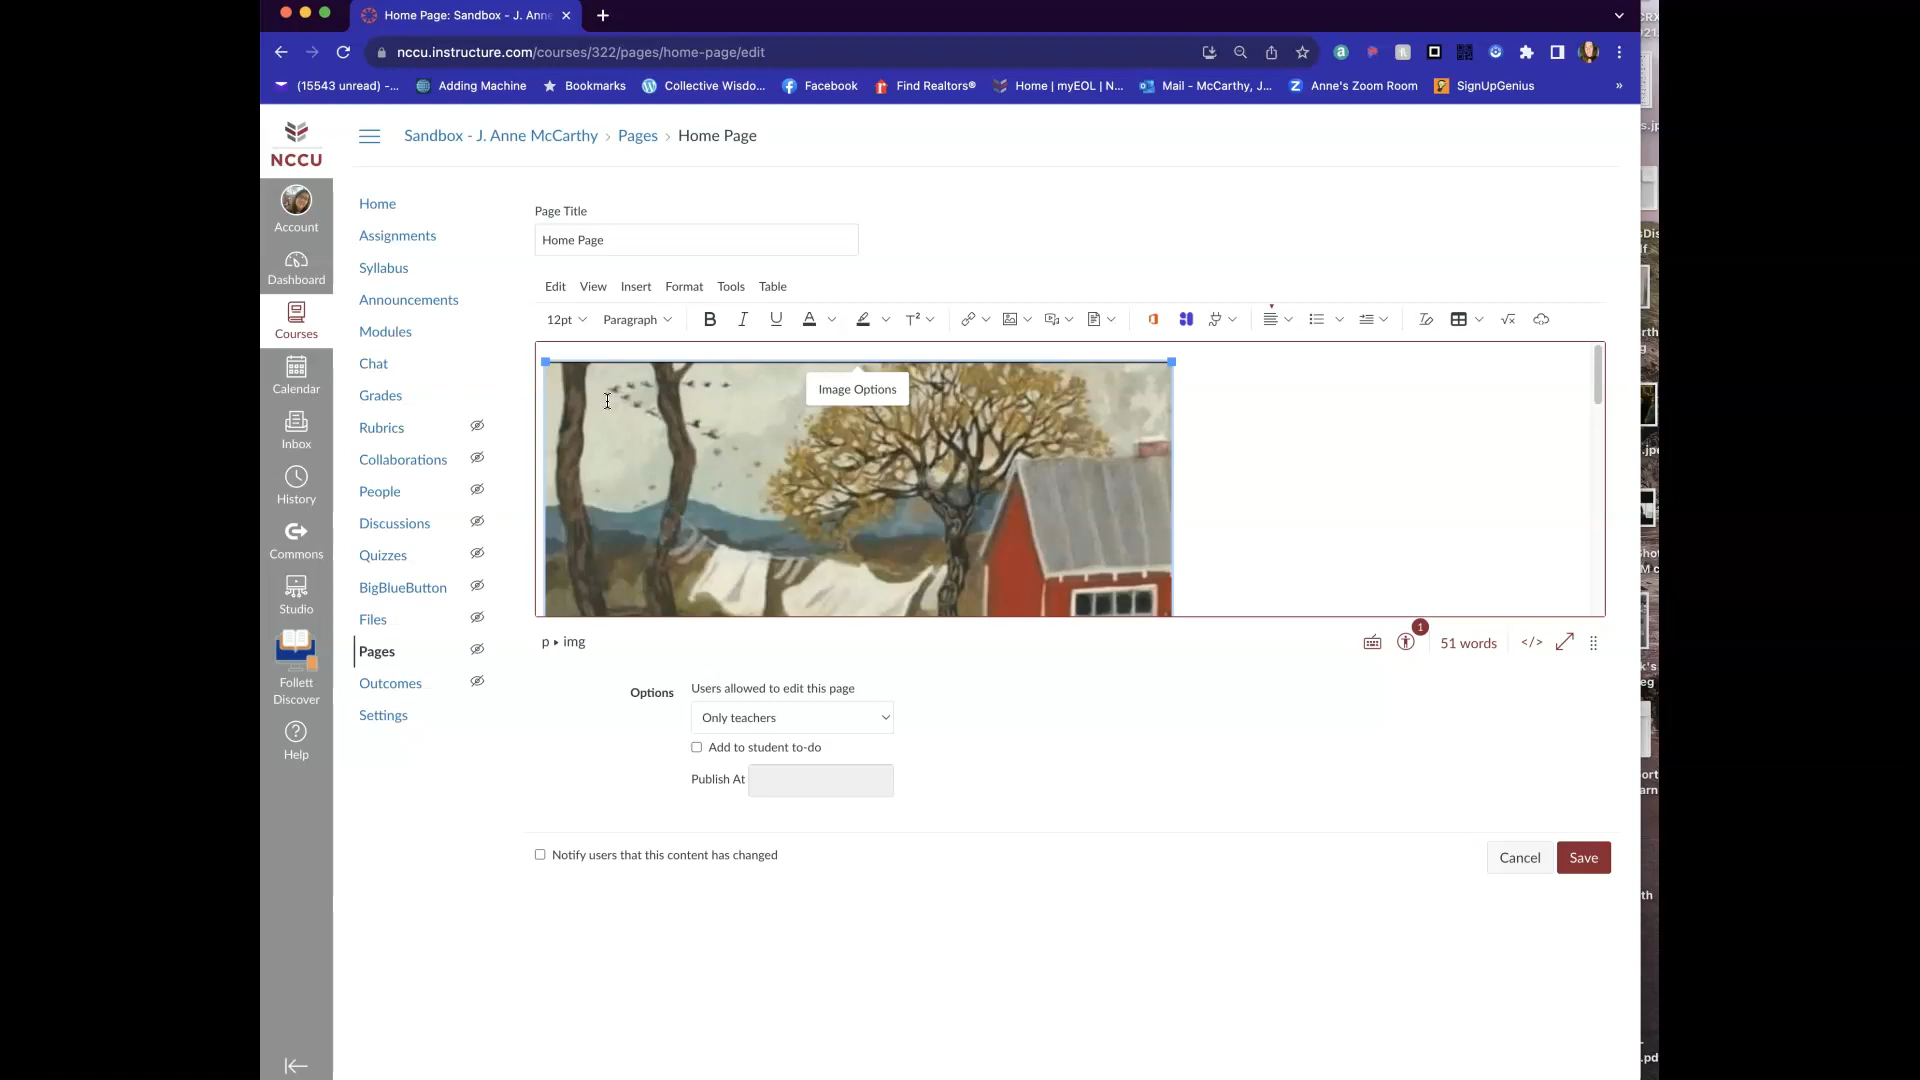 Home Page: Sandbox - J. Anne
nccu.instructure.com/courses/322/pages/home-page/edit
(15543 unread) -... Adding Machine Bookmarks Collective Wisdo... Facebook Find Realtors® Home | myEOL | N... Mail - McCarthy, J... Anne's Zoom Room SignUpGenius »
NCCU
Sandbox - J. Anne McCarthy › Pages › Home Page
Account
Dashboard
Courses
Calendar
Inbox
History
Commons
Studio
Follett
Discover
Help
Home
Assignments
Syllabus
Announcements
Modules
Chat
Grades
Rubrics
Collaborations
People
Discussions
Quizzes
BigBlueButton
Files
Pages
Outcomes
Settings
Page Title
Home Page
Edit View Insert Format Tools Table
12pt Paragraph B I U A T²
Image Options
p ▸ img
1
51 words </>
Options
Users allowed to edit this page
Only teachers
Add to student to-do
Publish At
Notify users that this content has changed
Cancel Save